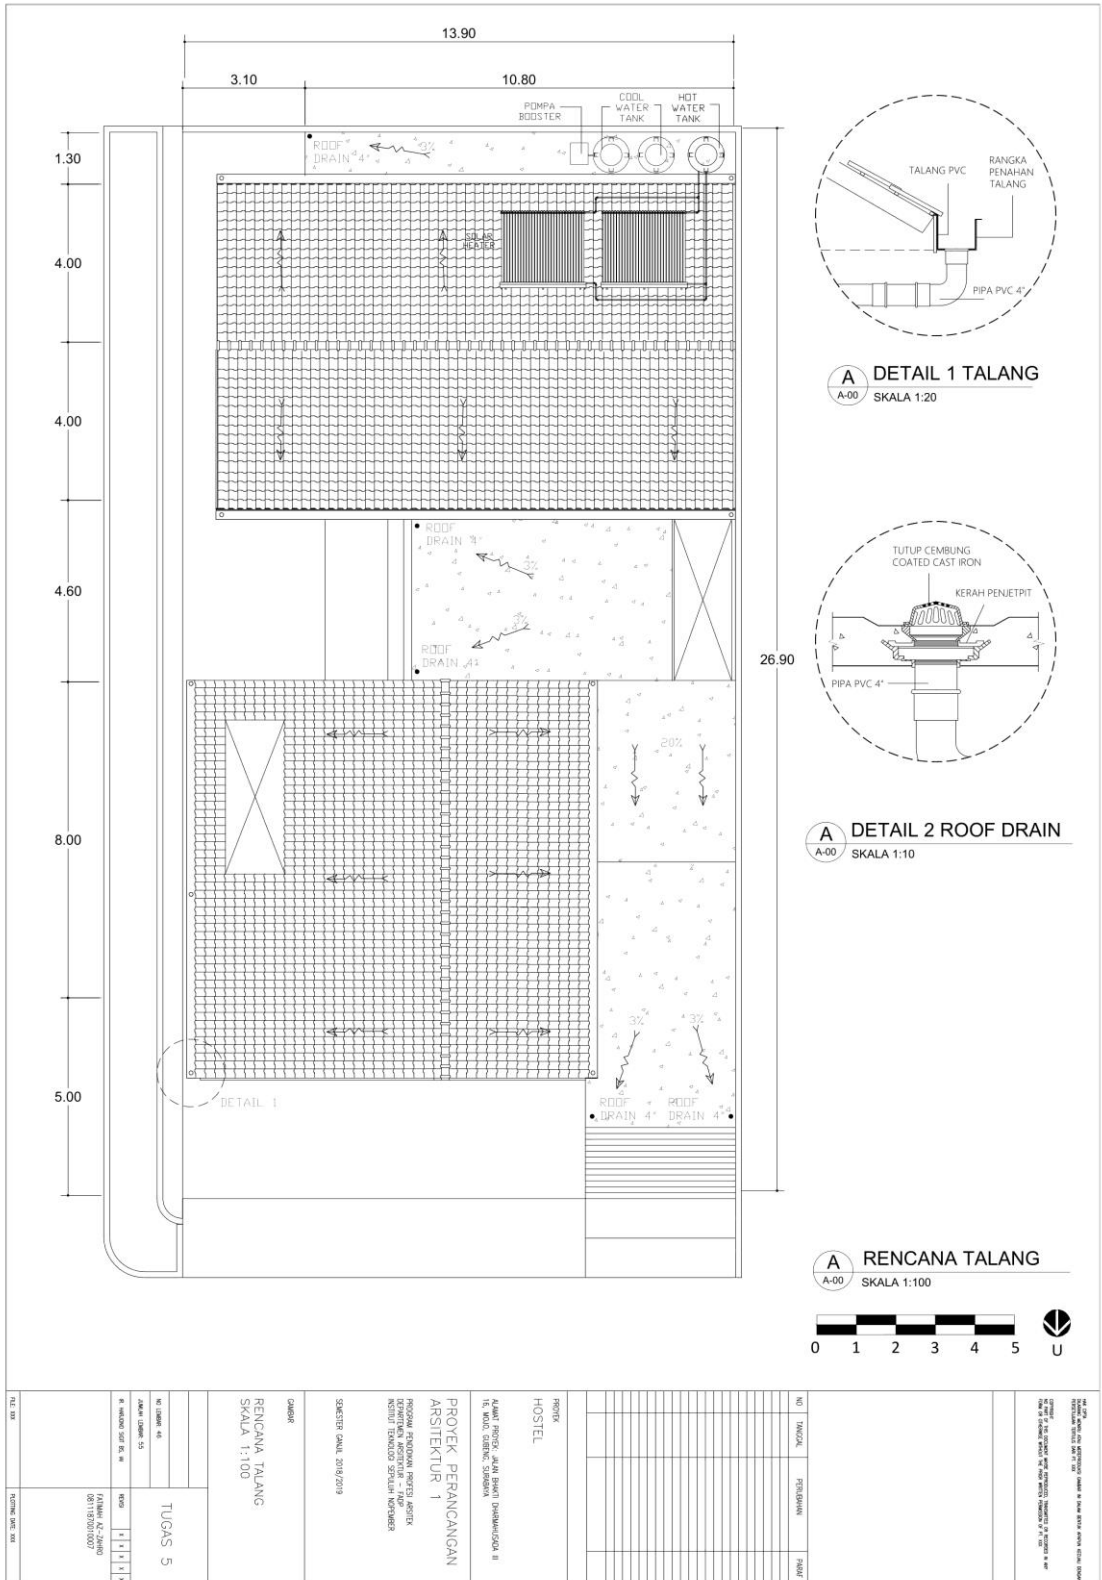 13.90
3.10
10.80
POMPA
BOOSTER
COOL
WATER
TANK
HOT
WATER
TANK
1.30
4.00
4.00
4.60
8.00
5.00
26.90
ROOF
DRAIN 4"
3%
SOLAR
HEATER
ROOF
DRAIN 4"
3%
3%
ROOF
DRAIN 4"
20%
3%
3%
ROOF
DRAIN 4"
ROOF
DRAIN 4"
DETAIL 1
TALANG PVC
RANGKA
PENAHAN
TALANG
PIPA PVC 4"
A
A-00
DETAIL 1 TALANG
SKALA 1:20
TUTUP CEMBUNG
COATED CAST IRON
KERAH PENJETPIT
PIPA PVC 4"
A
A-00
DETAIL 2 ROOF DRAIN
SKALA 1:10
A
A-00
RENCANA TALANG
SKALA 1:100
0 1 2 3 4 5
U
NO TANGGAL PERUBAHAN PARAF
PROYEK
HOSTEL
ALAMAT PROYEK: JALAN BHAKTI DHARMAHUSADA III
16, MOJO, GUBENG, SURABAYA
PROYEK PERANCANGAN
ARSITEKTUR 1
PROGRAM PENDIDIKAN PROFESI ARSITEK
DEPARTEMEN ARSITEKTUR - FADP
INSTITUT TEKNOLOGI SEPULUH NOPEMBER
SEMESTER GANJIL 2018/2019
GAMBAR
RENCANA TALANG
SKALA 1:100
NO LEMBAR: 46
JUMLAH LEMBAR: 55
TUGAS 5
REVISI X X X X X
FATIMAH AZ-ZAHRO
08111870010007
FILE: XXX
PLOTTING DATE: XXX